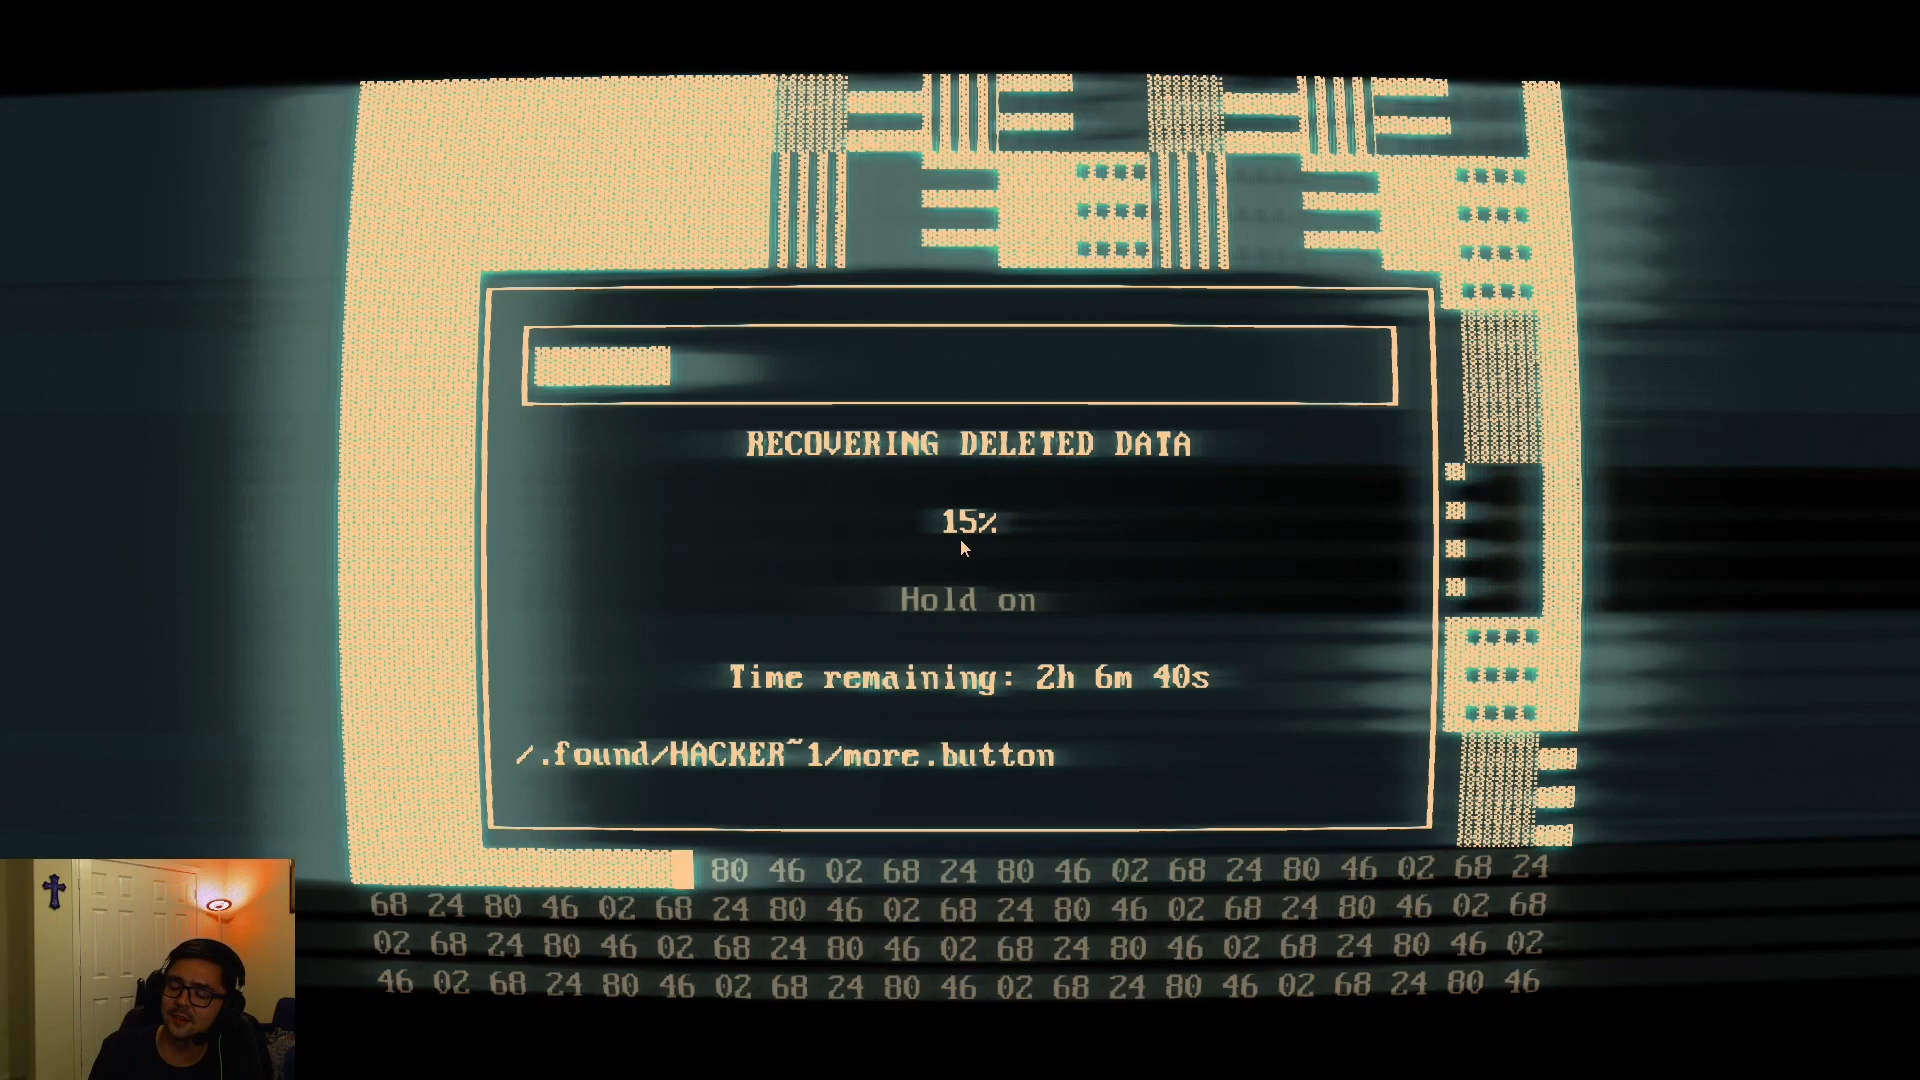 RECOVERING DELETED DATA
15%
Hold on
Time remaining: 2h 6m 40s
/.found/HACKER~1/more.button
80 46 02 68 24 80 46 02 68 24 80 46 02 68 24
68 24 80 46 02 68 24 80 46 02 68 24 80 46 02 68 24 80 46 02 68
02 68 24 80 46 02 68 24 80 46 02 68 24 80 46 02 68 24 80 46 02
46 02 68 24 80 46 02 68 24 80 46 02 68 24 80 46 02 68 24 80 46